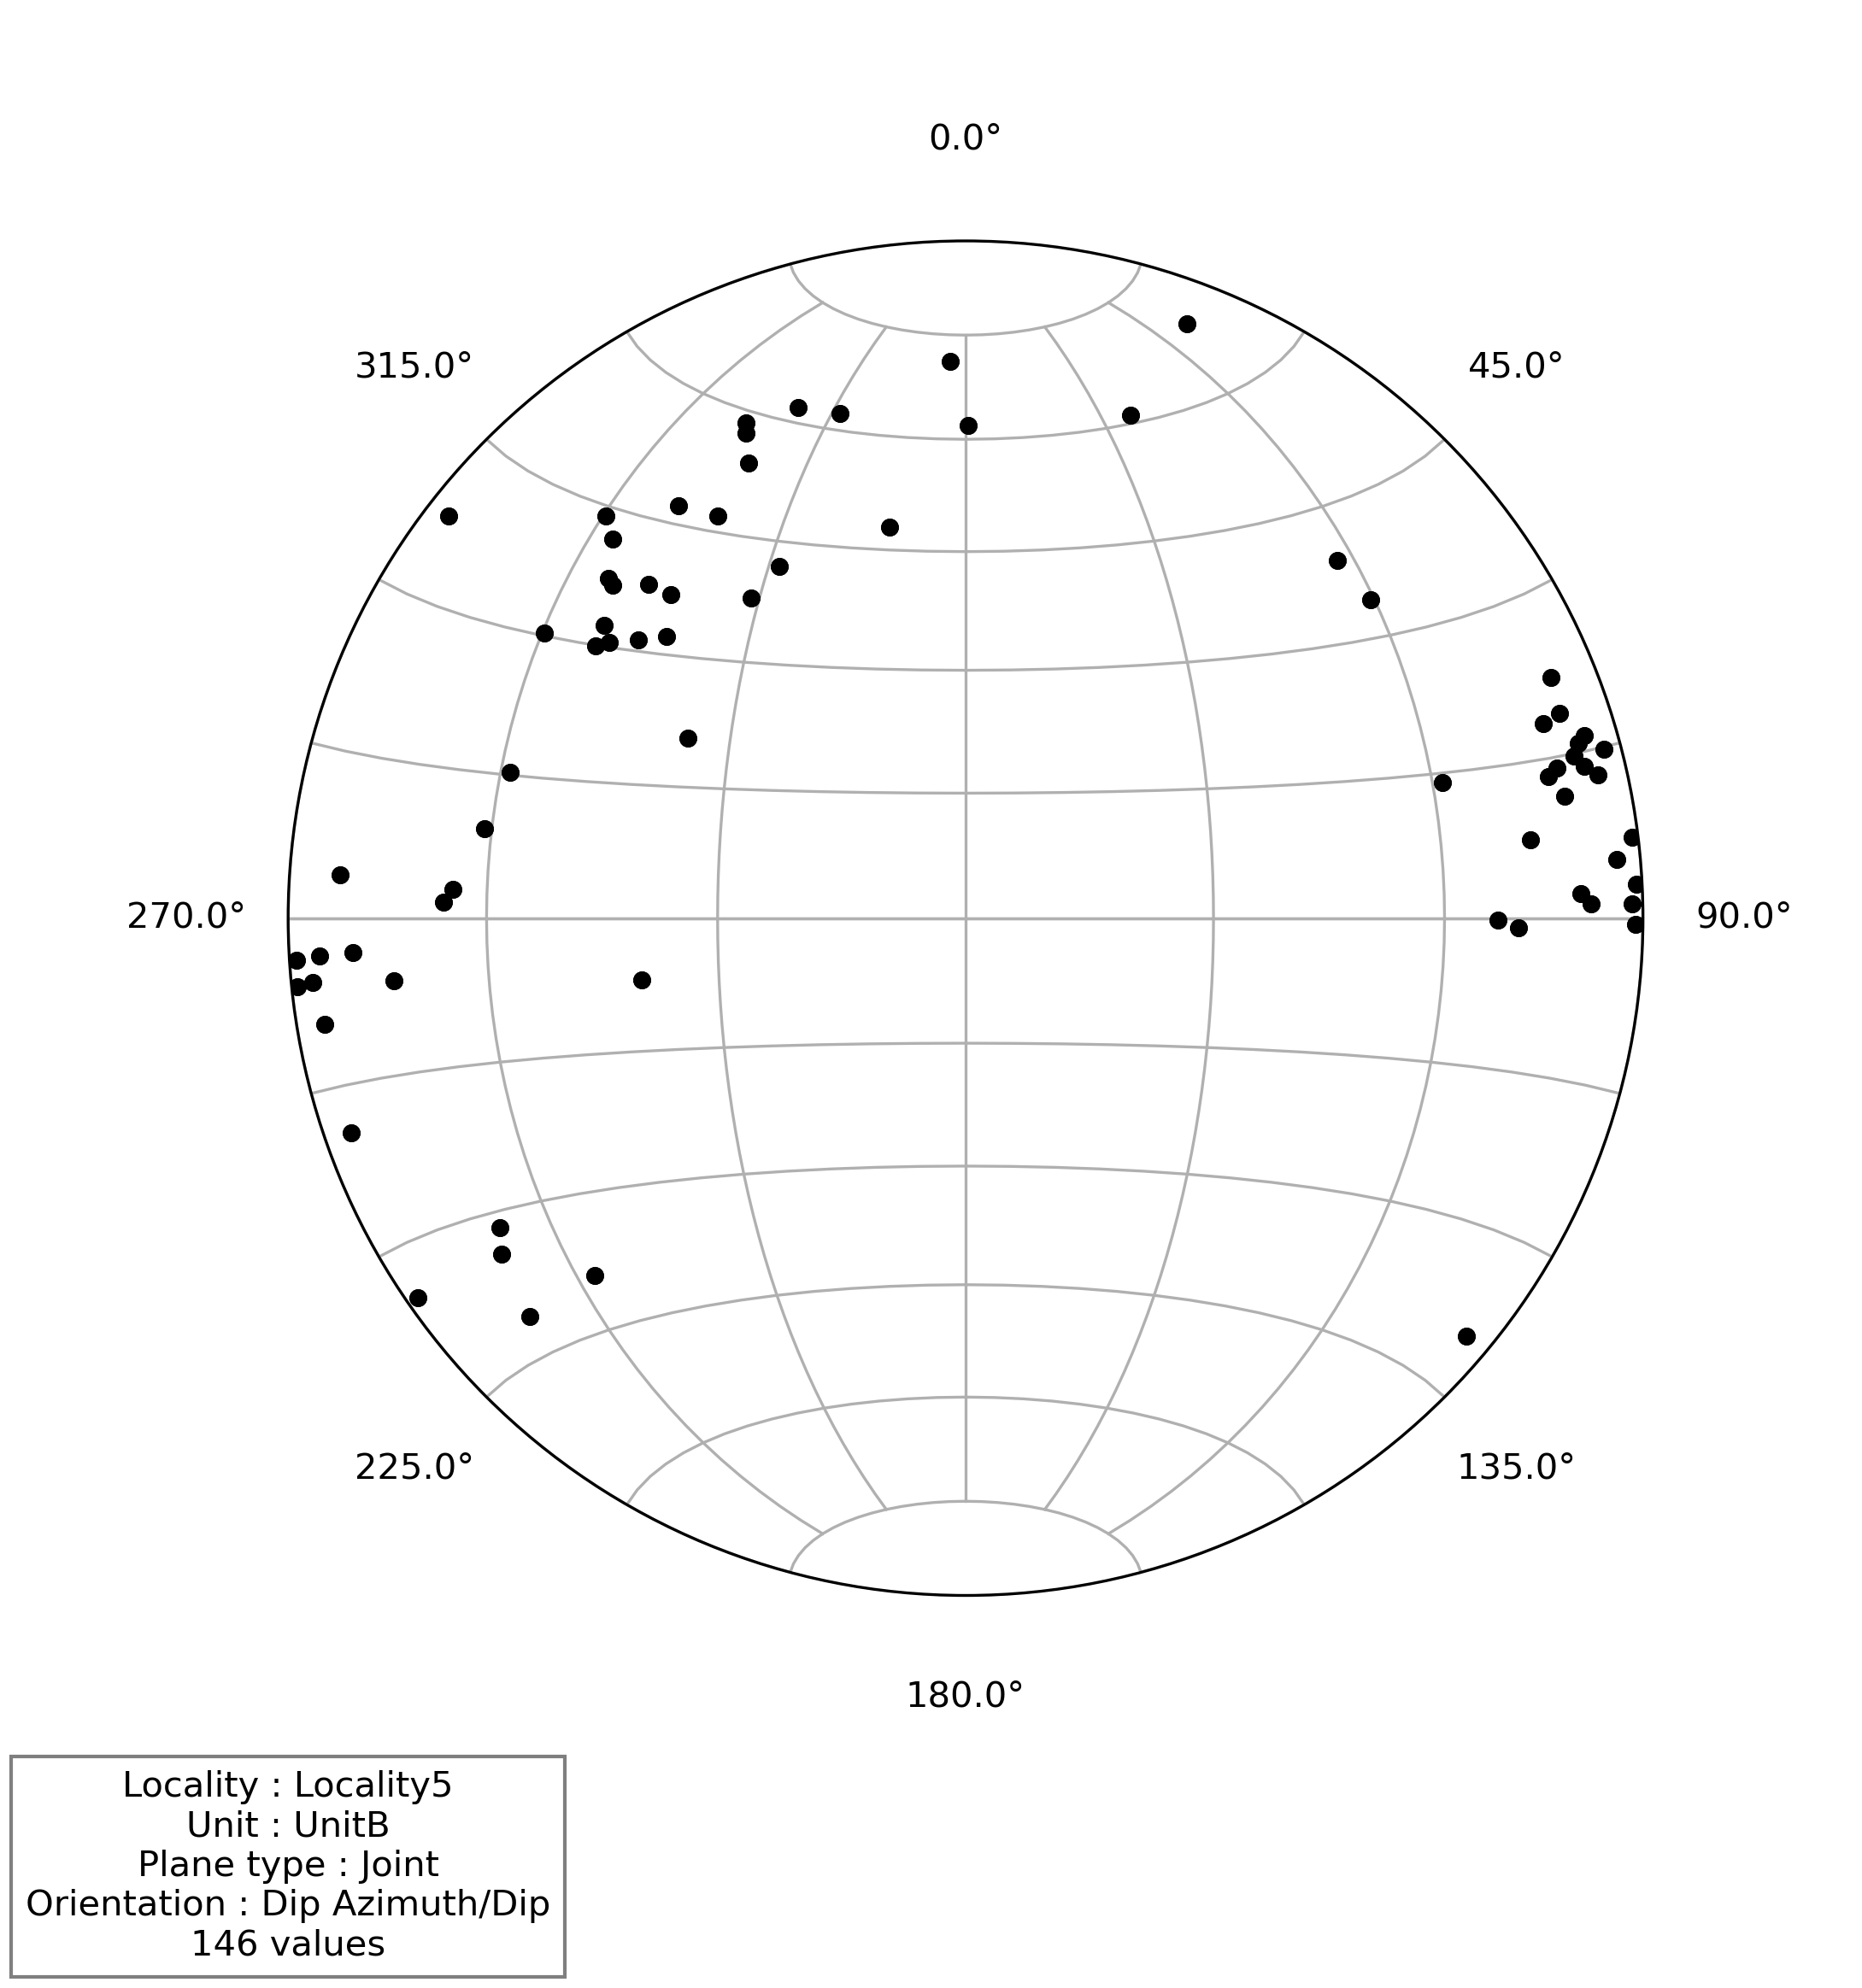 0.0°
315.0°
45.0°
270.0°
90.0°
225.0°
135.0°
180.0°
Locality : Locality5
Unit : UnitB
Plane type : Joint
Orientation : Dip Azimuth/Dip
146 values